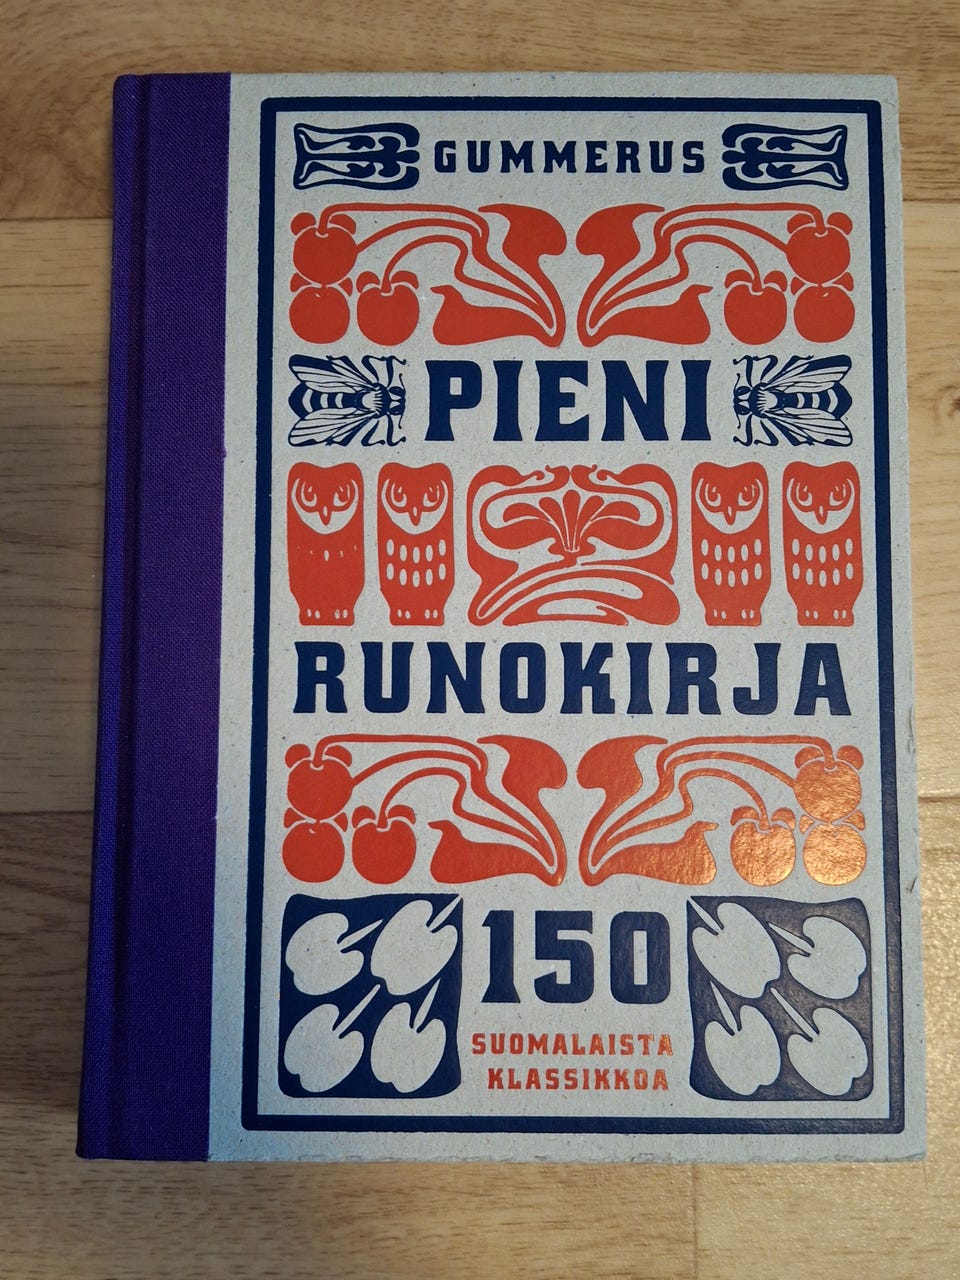 GUMMERUS
PIENI
RUNOKIRJA
150
SUOMALAISTA
KLASSIKKOA